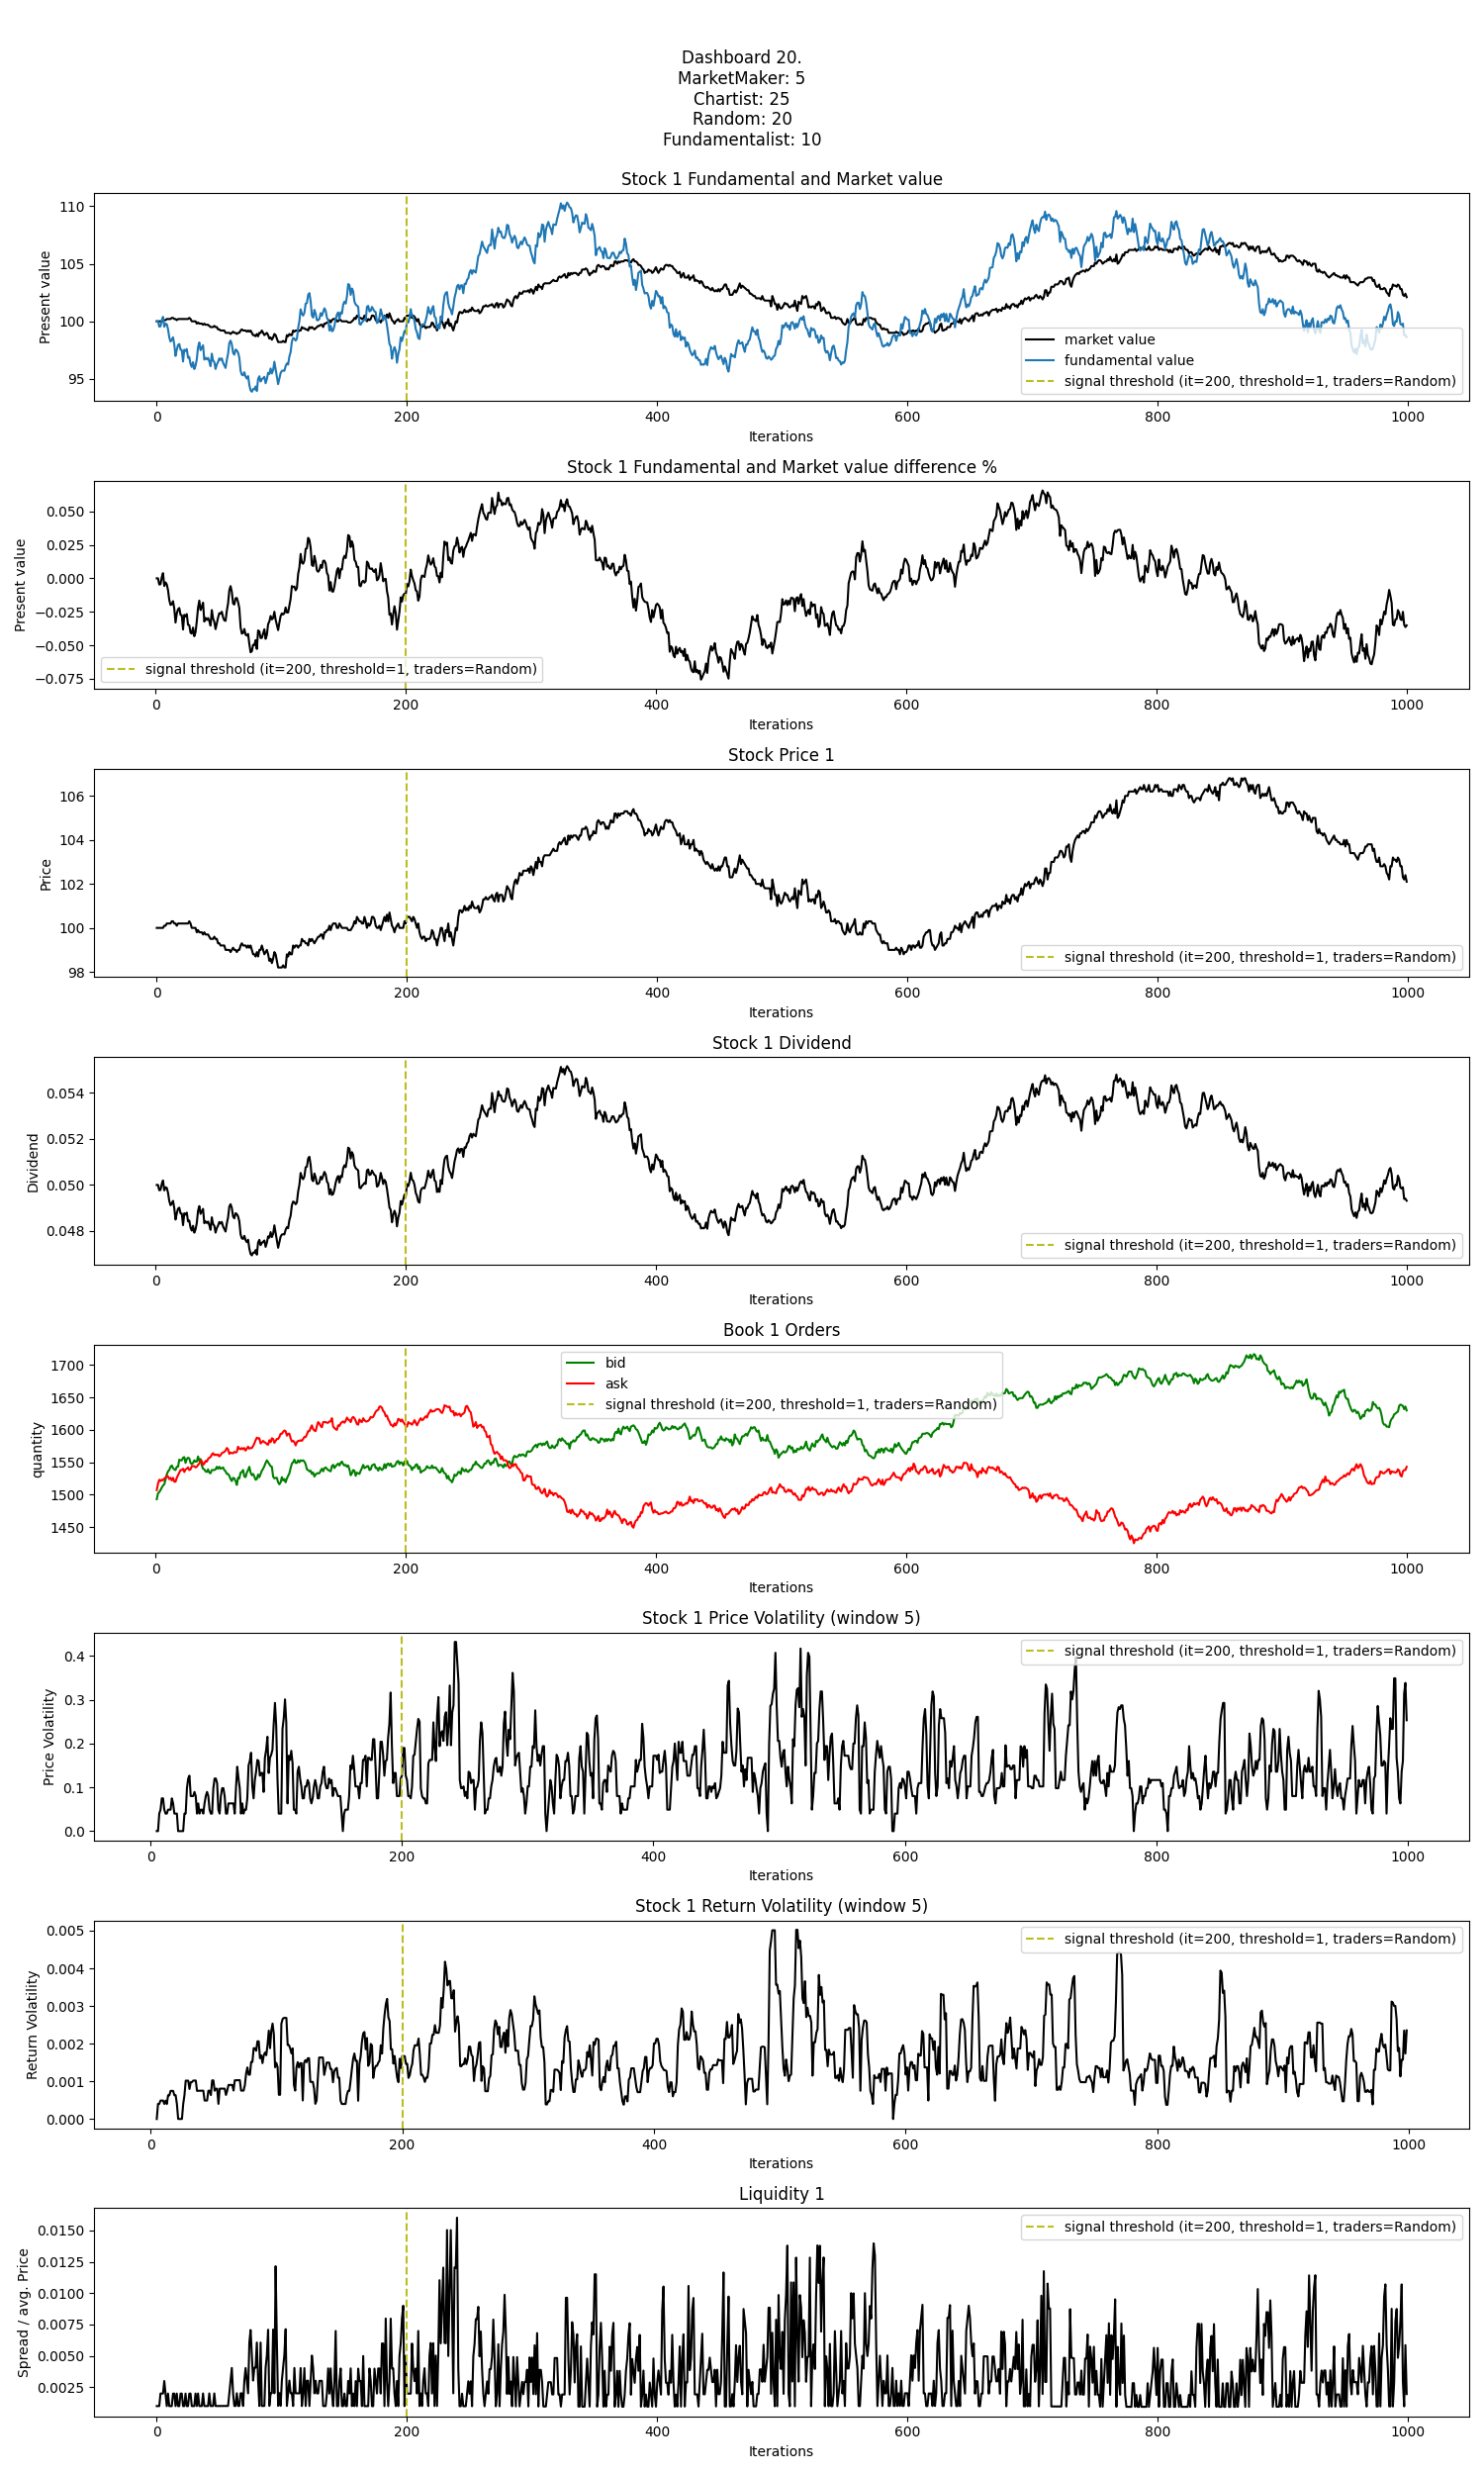 Dashboard 20.
MarketMaker: 5
Chartist: 25
Random: 20
Fundamentalist: 10
Stock 1 Fundamental and Market value
Present value
110
105
100
95
market value
fundamental value
signal threshold (it=200, threshold=1, traders=Random)
0 200 400 600 800 1000
Iterations
Stock 1 Fundamental and Market value difference %
Present value
0.050
0.025
0.000
−0.025
−0.050
−0.075
signal threshold (it=200, threshold=1, traders=Random)
0 200 400 600 800 1000
Iterations
Stock Price 1
Price
106
104
102
100
98
signal threshold (it=200, threshold=1, traders=Random)
0 200 400 600 800 1000
Iterations
Stock 1 Dividend
Dividend
0.054
0.052
0.050
0.048
signal threshold (it=200, threshold=1, traders=Random)
0 200 400 600 800 1000
Iterations
Book 1 Orders
quantity
1700
1650
1600
1550
1500
1450
bid
ask
signal threshold (it=200, threshold=1, traders=Random)
0 200 400 600 800 1000
Iterations
Stock 1 Price Volatility (window 5)
Price Volatility
0.4
0.3
0.2
0.1
0.0
signal threshold (it=200, threshold=1, traders=Random)
0 200 400 600 800 1000
Iterations
Stock 1 Return Volatility (window 5)
Return Volatility
0.005
0.004
0.003
0.002
0.001
0.000
signal threshold (it=200, threshold=1, traders=Random)
0 200 400 600 800 1000
Iterations
Liquidity 1
Spread / avg. Price
0.0150
0.0125
0.0100
0.0075
0.0050
0.0025
signal threshold (it=200, threshold=1, traders=Random)
0 200 400 600 800 1000
Iterations